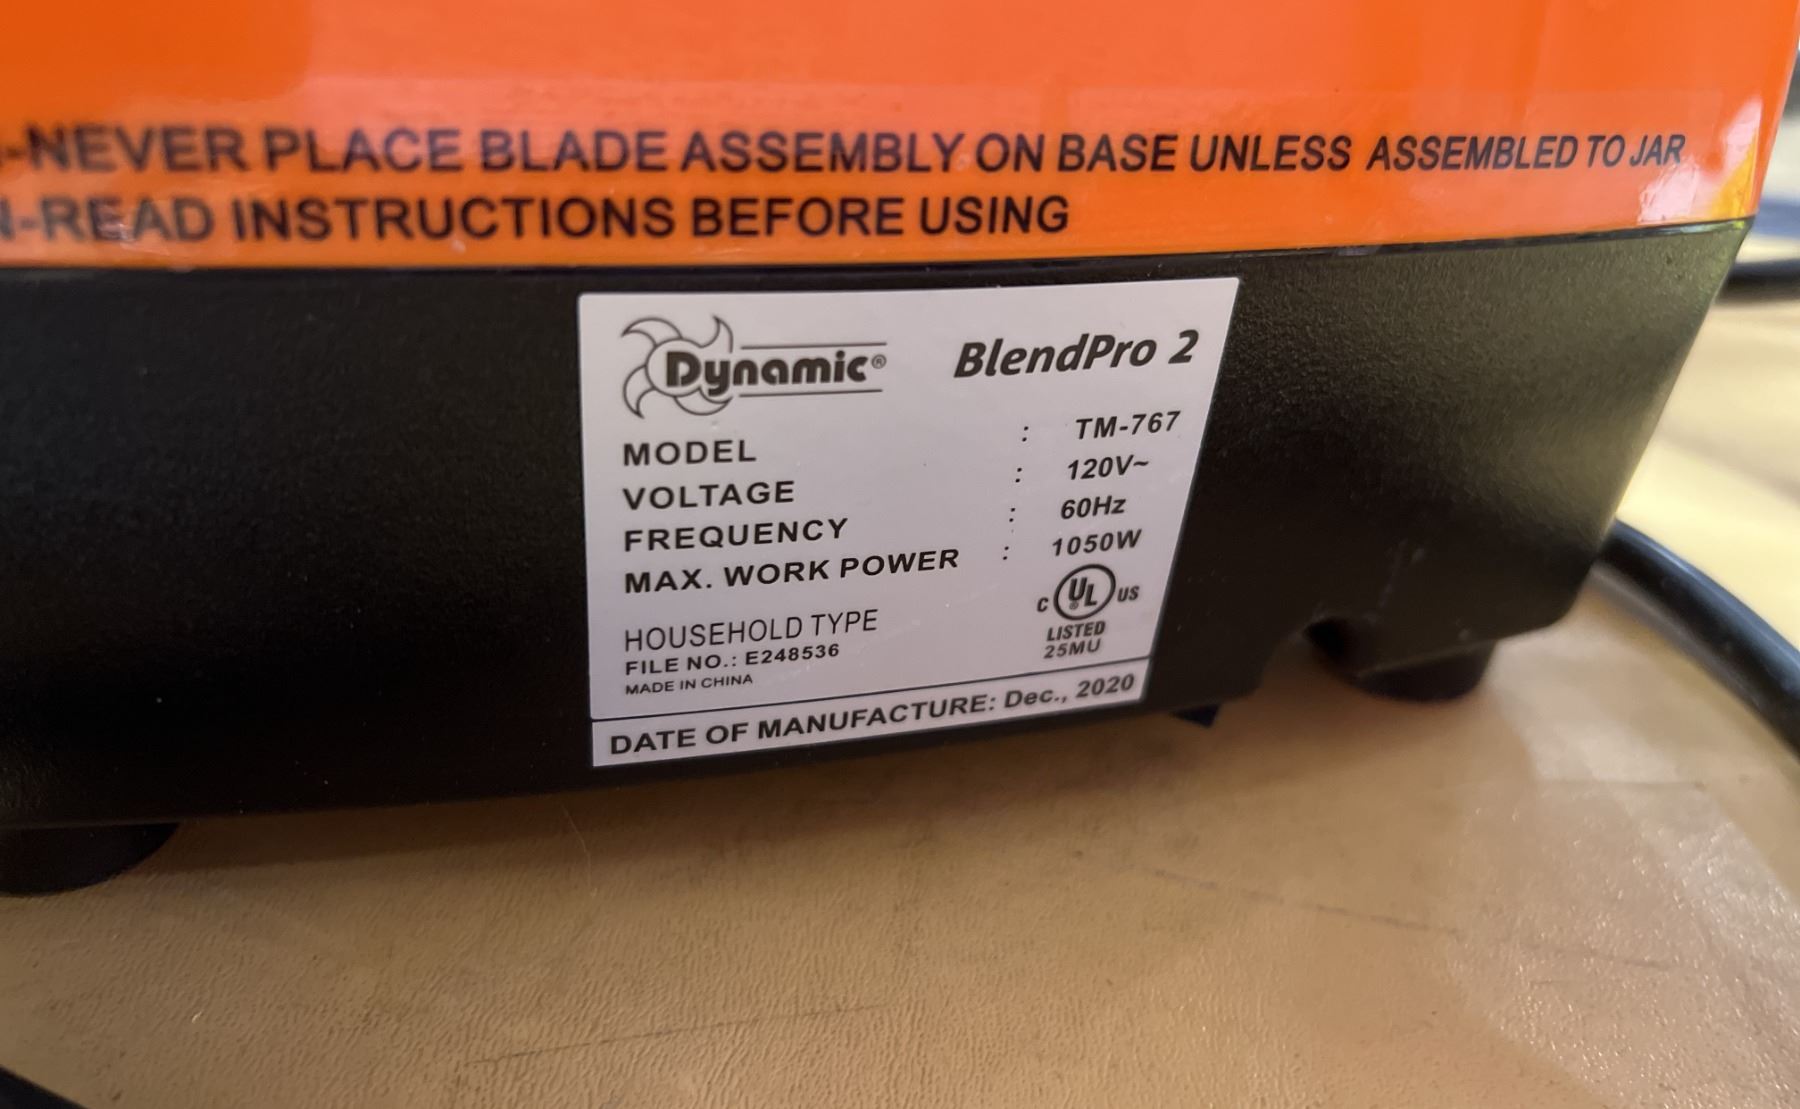 -NEVER PLACE BLADE ASSEMBLY ON BASE UNLESS ASSEMBLED TO JAR
-READ INSTRUCTIONS BEFORE USING
Dynamic® BlendPro 2
MODEL : TM-767
VOLTAGE : 120V~
FREQUENCY : 60Hz
MAX. WORK POWER : 1050W
HOUSEHOLD TYPE
FILE NO.: E248536
MADE IN CHINA
C UL® US
LISTED
25MU
DATE OF MANUFACTURE: Dec., 2020